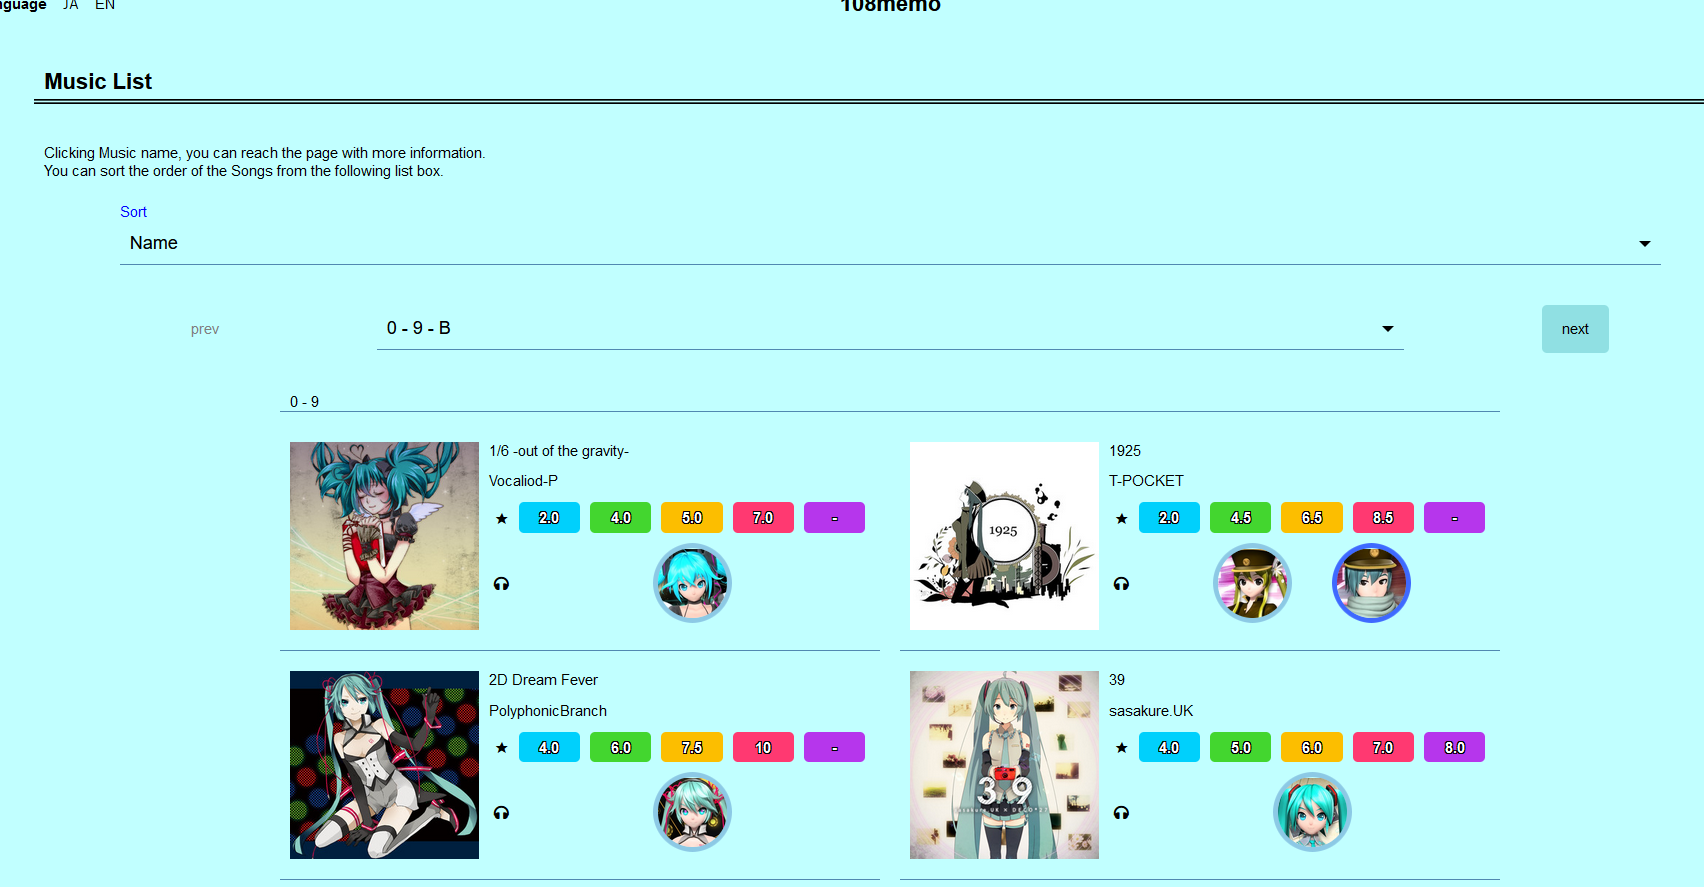 nguage JA EN
108memo
Music List
Clicking Music name, you can reach the page with more information.
You can sort the order of the Songs from the following list box.
Sort
Name
prev
0 - 9 - B
next
0 - 9
1/6 -out of the gravity-
Vocaliod-P
2.0 4.0 5.0 7.0 -
1925
1925
T-POCKET
2.0 4.5 6.5 8.5 -
2D Dream Fever
PolyphonicBranch
4.0 6.0 7.5 10 -
39
39
sasakure.UK
4.0 5.0 6.0 7.0 8.0